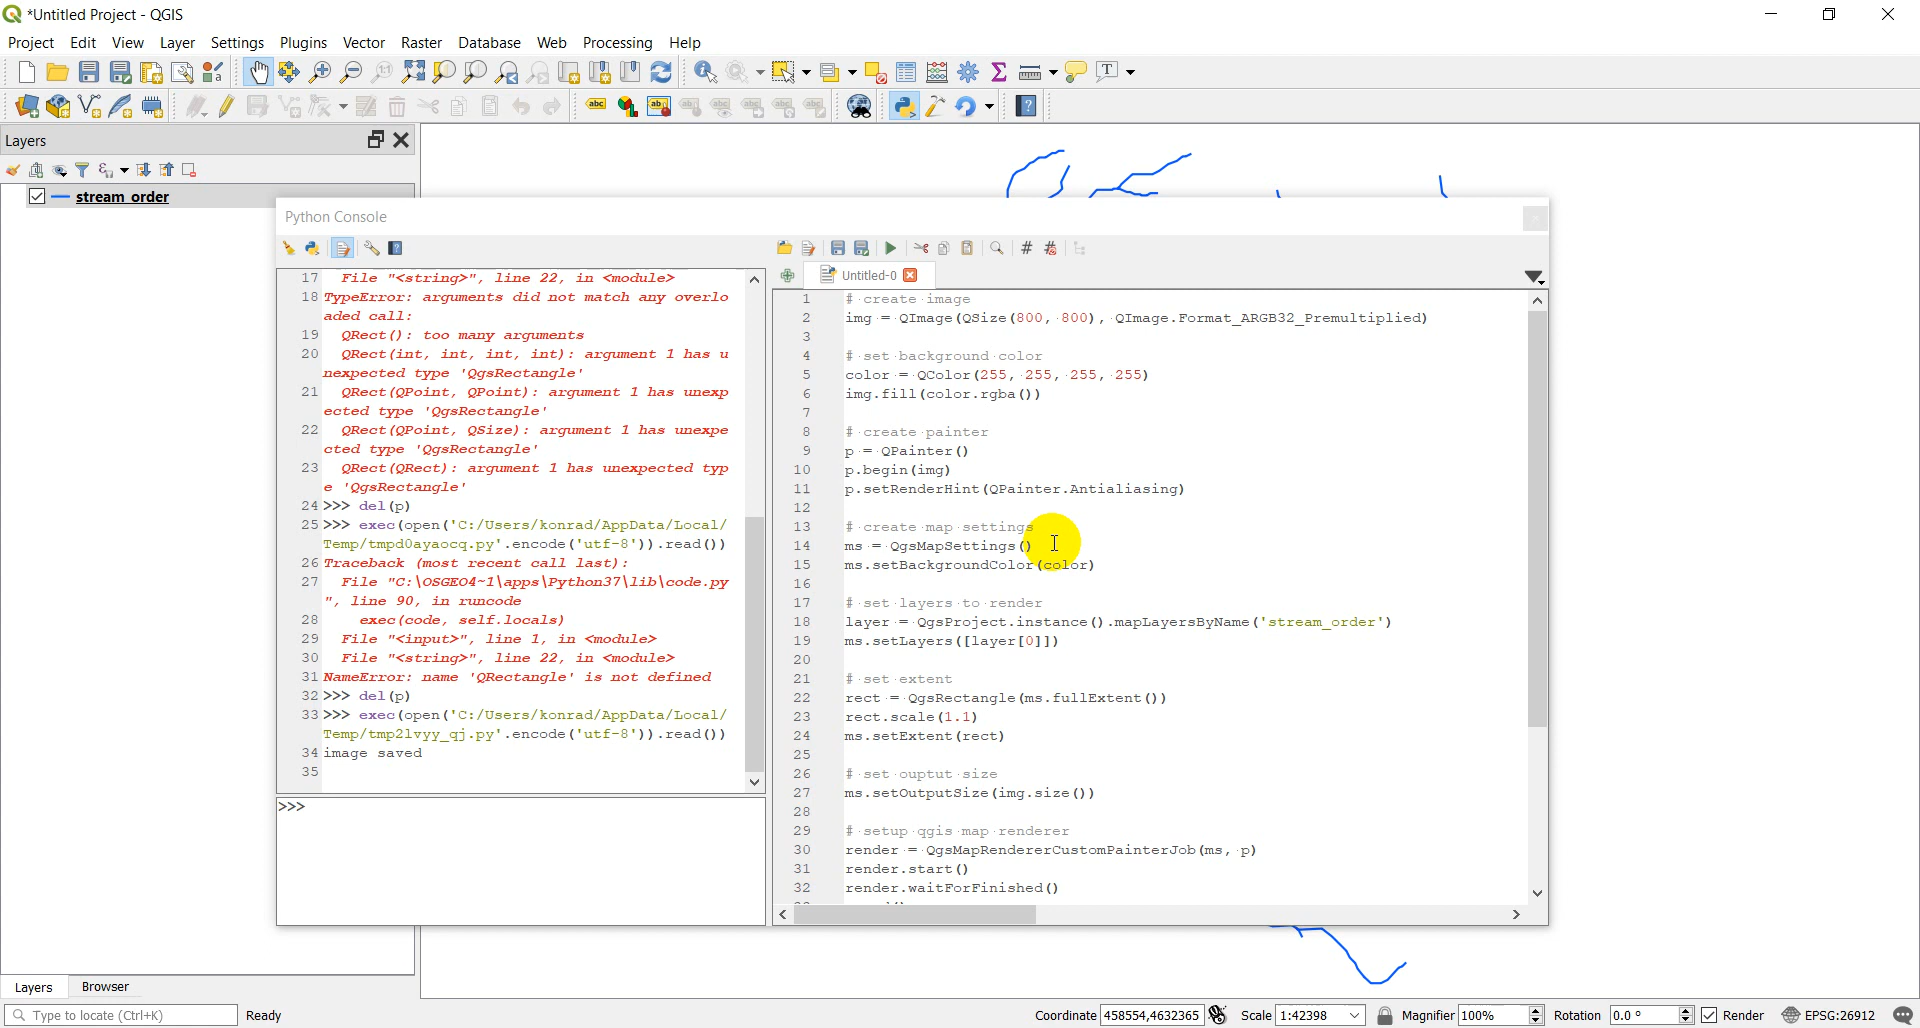 *Untitled Project - QGIS
Project Edit View Layer Settings Plugins Vector Raster Database Web Processing Help
Layers
stream_order
Python Console
17 File "<string>", line 22, in <module>
18 TypeError: arguments did not match any overlo
aded call:
19 QRect(): too many arguments
20 QRect(int, int, int, int): argument 1 has u
nexpected type 'QgsRectangle'
21 QRect(QPoint, QPoint): argument 1 has unexp
ected type 'QgsRectangle'
22 QRect(QPoint, QSize): argument 1 has unexpe
cted type 'QgsRectangle'
23 QRect(QRect): argument 1 has unexpected typ
e 'QgsRectangle'
24 >>> del(p)
25 >>> exec(open('C:/Users/konrad/AppData/Local/
Temp/tmpd0ayaocq.py'.encode('utf-8')).read())
26 Traceback (most recent call last):
27 File "C:\OSGEO4~1\apps\Python37\lib\code.py
", line 90, in runcode
28 exec(code, self.locals)
29 File "<input>", line 1, in <module>
30 File "<string>", line 22, in <module>
31 NameError: name 'QRectangle' is not defined
32 >>> del(p)
33 >>> exec(open('C:/Users/konrad/AppData/Local/
Temp/tmp2lvyy_qj.py'.encode('utf-8')).read())
34 image saved
35
>>>
Untitled-0
1 # create image
2 img = QImage(QSize(800, 800), QImage.Format_ARGB32_Premultiplied)
3
4 # set background color
5 color = QColor(255, 255, 255, 255)
6 img.fill(color.rgba())
7
8 # create painter
9 p = QPainter()
10 p.begin(img)
11 p.setRenderHint(QPainter.Antialiasing)
12
13 # create map settings
14 ms = QgsMapSettings()
15 ms.setBackgroundColor(color)
16
17 # set layers to render
18 layer = QgsProject.instance().mapLayersByName('stream_order')
19 ms.setLayers([layer[0]])
20
21 # set extent
22 rect = QgsRectangle(ms.fullExtent())
23 rect.scale(1.1)
24 ms.setExtent(rect)
25
26 # set ouptut size
27 ms.setOutputSize(img.size())
28
29 # setup qgis map renderer
30 render = QgsMapRendererCustomPainterJob(ms, p)
31 render.start()
32 render.waitForFinished()
Layers Browser
Type to locate (Ctrl+K) Ready Coordinate 458554,4632365 Scale 1:42398 Magnifier 100% Rotation 0.0 ° Render EPSG:26912